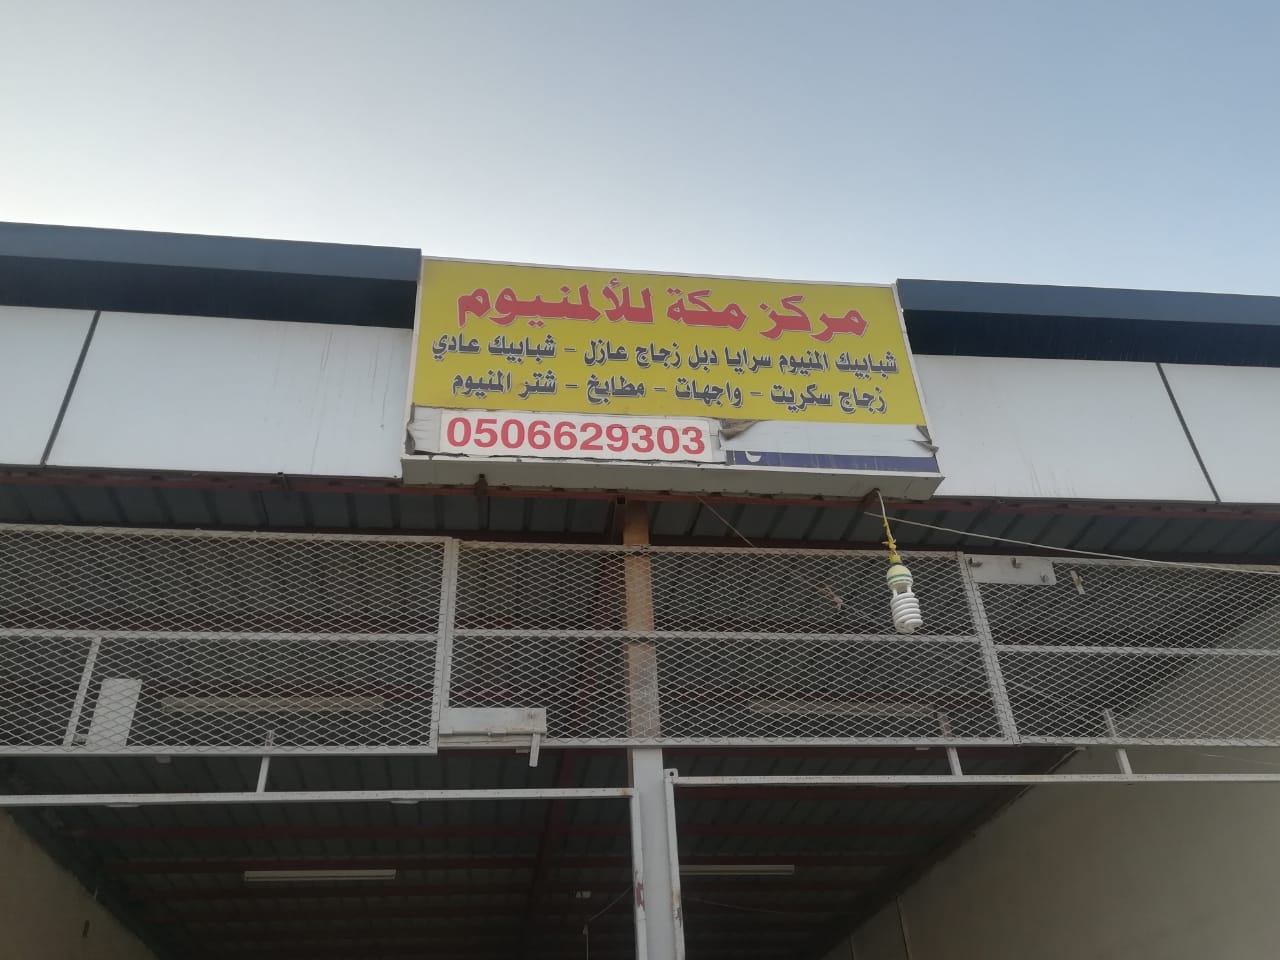 مركز مكة للألمنيوم
شبابيك المنيوم سرايا دبل زجاج عازل - شبابيك عادي
زجاج سكريت - واجهات - مطابخ - شتر المنيوم
0506629303